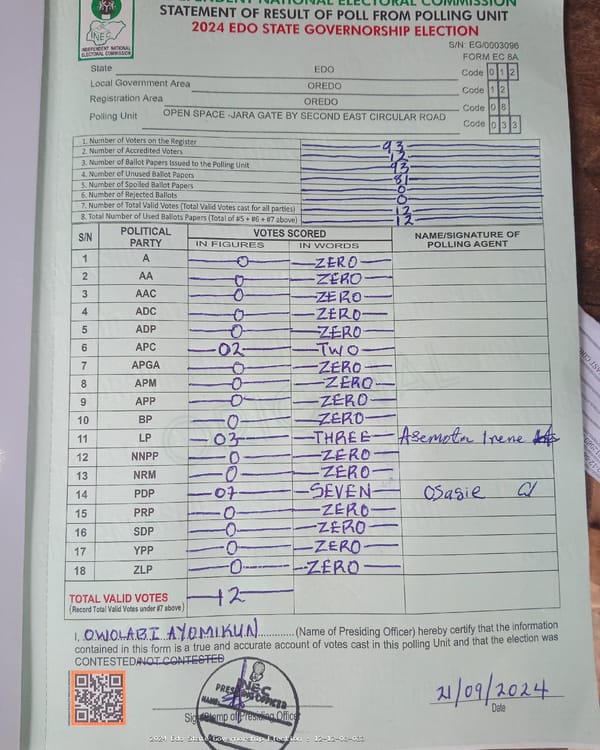 INDEPENDENT NATIONAL ELECTORAL COMMISSION
STATEMENT OF RESULT OF POLL FROM POLLING UNIT
2024 EDO STATE GOVERNORSHIP ELECTION
INEC
INDEPENDENT NATIONAL
ELECTORAL COMMISSION
S/N: EG/0003096
FORM EC 8A
State EDO Code 0 1 2
Local Government Area OREDO Code 1 2
Registration Area OREDO Code 0 8
Polling Unit OPEN SPACE -JARA GATE BY SECOND EAST CIRCULAR ROAD Code 0 3 3
1. Number of Voters on the Register 93
2. Number of Accredited Voters 12
3. Number of Ballot Papers Issued to the Polling Unit 93
4. Number of Unused Ballot Papers 81
5. Number of Spoiled Ballot Papers 0
6. Number of Rejected Ballots 0
7. Number of Total Valid Votes (Total Valid Votes cast for all parties) 12
8. Total Number of Used Ballots Papers (Total of #5 + #6 + #7 above) 12
S/N POLITICAL PARTY VOTES SCORED NAME/SIGNATURE OF POLLING AGENT
IN FIGURES IN WORDS
1 A 0 ZERO
2 AA 0 ZERO
3 AAC 0 ZERO
4 ADC 0 ZERO
5 ADP 0 ZERO
6 APC 02 TWO
7 APGA 0 ZERO
8 APM 0 ZERO
9 APP 0 ZERO
10 BP 0 ZERO
11 LP 03 THREE Asemota Irene
12 NNPP 0 ZERO
13 NRM 0 ZERO
14 PDP 07 SEVEN Osasie
15 PRP 0 ZERO
16 SDP 0 ZERO
17 YPP 0 ZERO
18 ZLP 0 ZERO
TOTAL VALID VOTES 12
(Record Total Valid Votes under #7 above)
I, OWOLABI AYOMIKUN (Name of Presiding Officer) hereby certify that the information
contained in this form is a true and accurate account of votes cast in this polling Unit and that the election was
CONTESTED/NOT CONTESTED
INEC
PRESIDING OFFICER
NAME
Sign/Stamp of Presiding Officer
21/09/2024
Date
2024 Edo State Governorship Election : 12-12-08-033